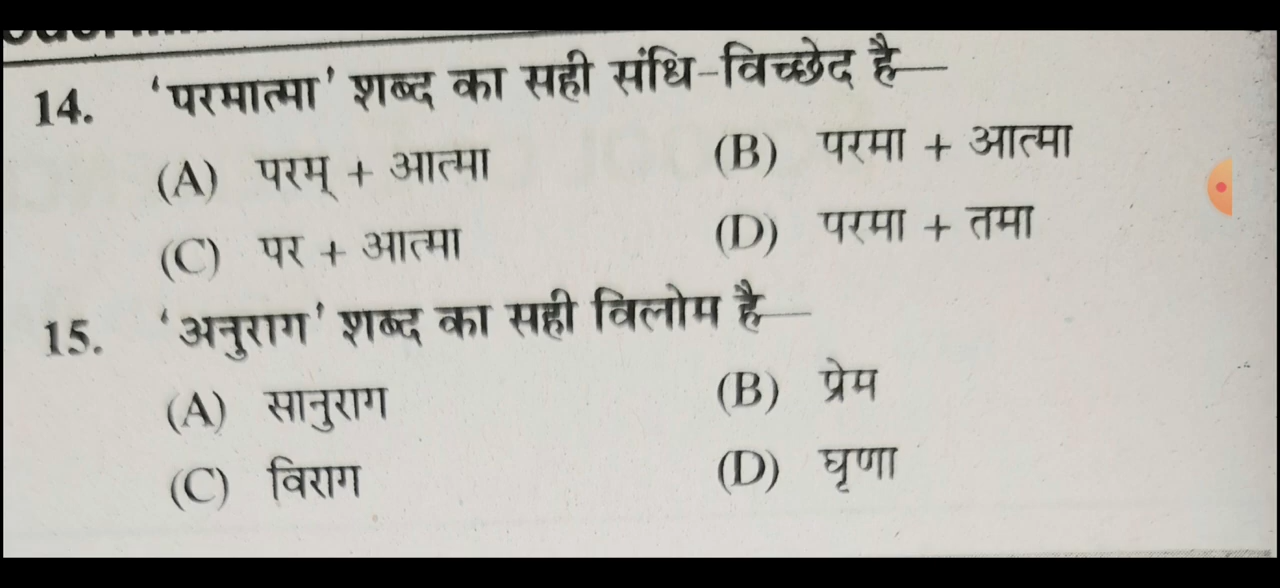 14. ‘परमात्मा’ शब्द का सही संधि-विच्छेद है—
(A) परम् + आत्मा (B) परमा + आत्मा
(C) पर + आत्मा (D) परमा + तमा
15. ‘अनुराग’ शब्द का सही विलोम है—
(A) सानुराग (B) प्रेम
(C) विराग (D) घृणा